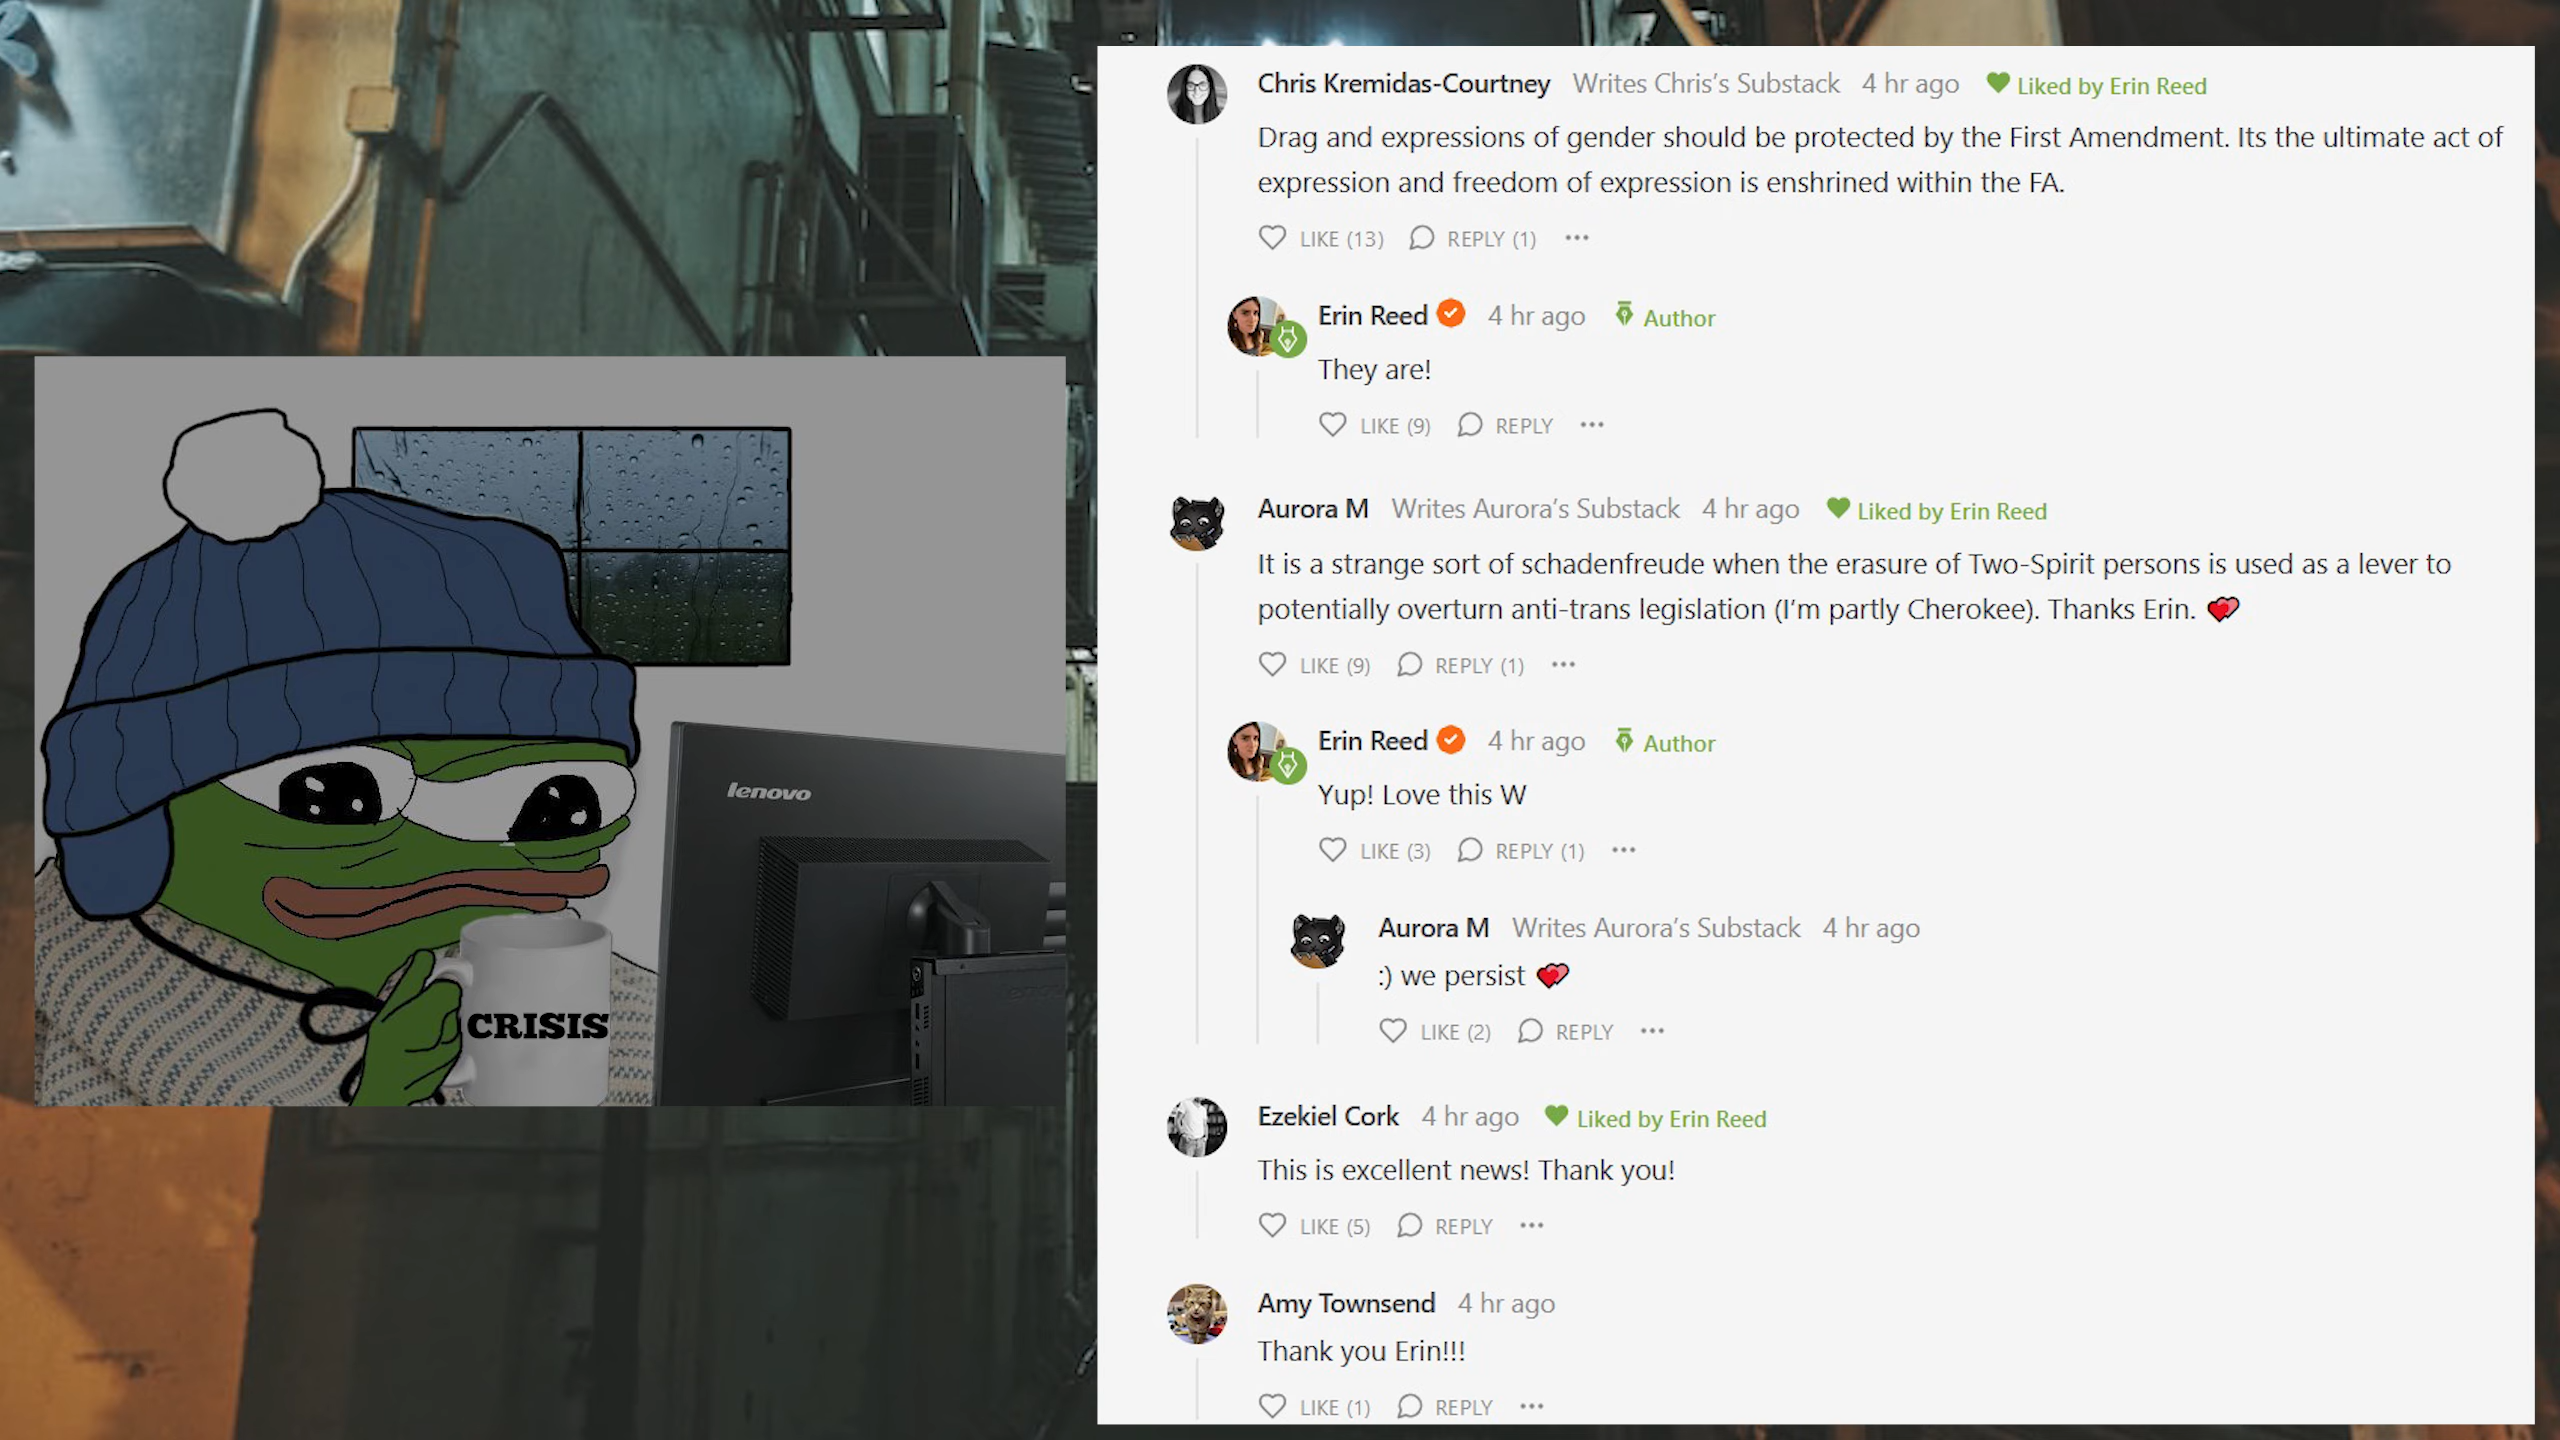 lenovo
CRISIS
Chris Kremidas-Courtney Writes Chris's Substack 4 hr ago Liked by Erin Reed
Drag and expressions of gender should be protected by the First Amendment. Its the ultimate act of
expression and freedom of expression is enshrined within the FA.
LIKE (13) REPLY (1) ···
Erin Reed 4 hr ago Author
They are!
LIKE (9) REPLY ···
Aurora M Writes Aurora's Substack 4 hr ago Liked by Erin Reed
It is a strange sort of schadenfreude when the erasure of Two-Spirit persons is used as a lever to
potentially overturn anti-trans legislation (I'm partly Cherokee). Thanks Erin. 💞
LIKE (9) REPLY (1) ···
Erin Reed 4 hr ago Author
Yup! Love this W
LIKE (3) REPLY (1) ···
Aurora M Writes Aurora's Substack 4 hr ago
:) we persist 💞
LIKE (2) REPLY ···
Ezekiel Cork 4 hr ago Liked by Erin Reed
This is excellent news! Thank you!
LIKE (5) REPLY ···
Amy Townsend 4 hr ago
Thank you Erin!!!
LIKE (1) REPLY ···